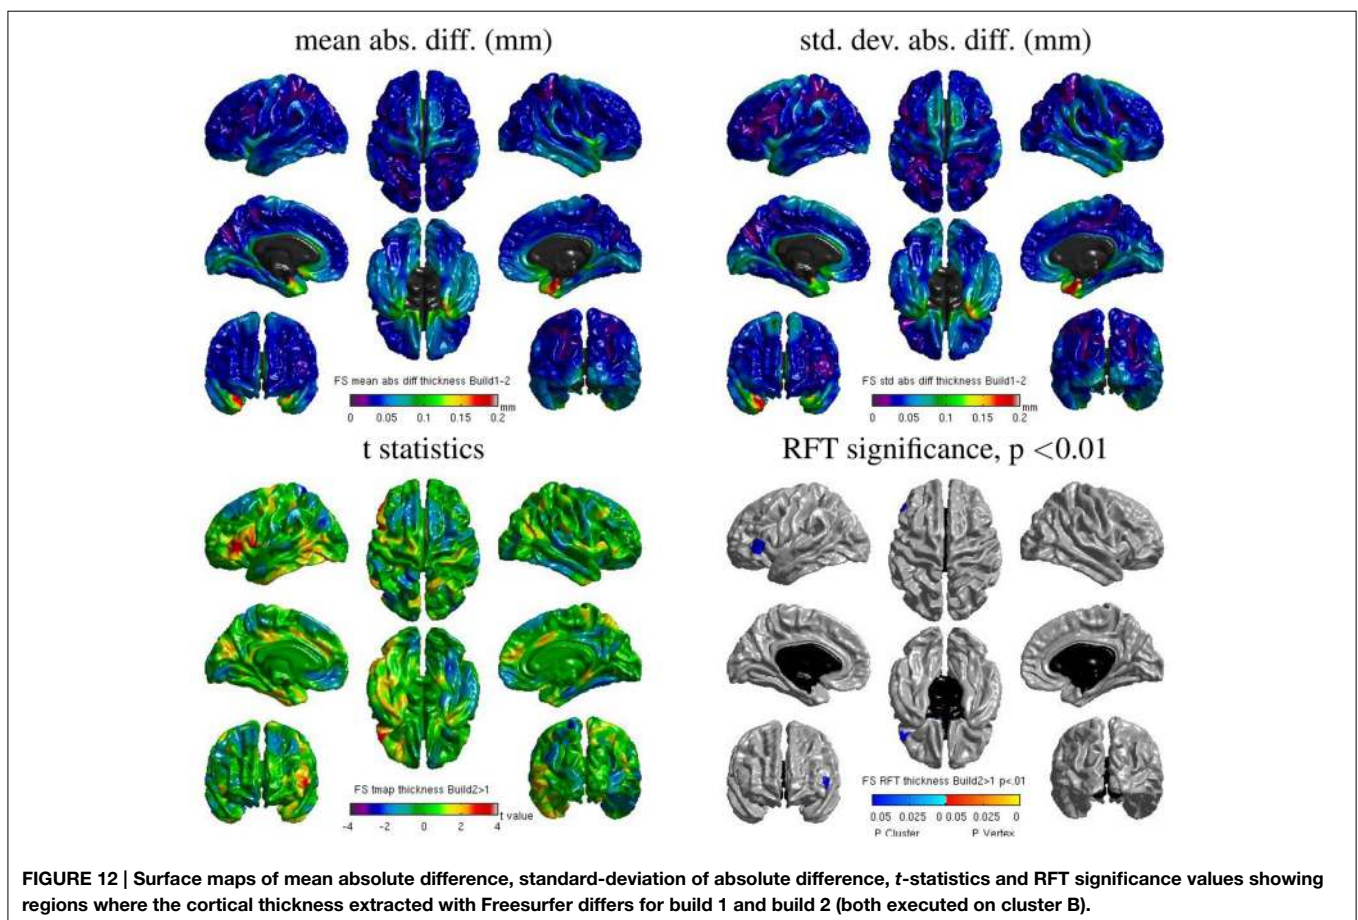 mean abs. diff. (mm)
std. dev. abs. diff. (mm)
FS mean abs diff thickness Build1-2
0 0.05 0.1 0.15 0.2
mm
FS std abs diff thickness Build1-2
0 0.05 0.1 0.15 0.2
mm
t statistics
RFT significance, p <0.01
FS tmap thickness Build2>1
-4 -2 0 2 4
t value
FS RFT thickness Build2>1 p<.01
0.05 0.025 0 0.05 0.025 0
P Cluster P Vertex
FIGURE 12 | Surface maps of mean absolute difference, standard-deviation of absolute difference, t-statistics and RFT significance values showing
regions where the cortical thickness extracted with Freesurfer differs for build 1 and build 2 (both executed on cluster B).